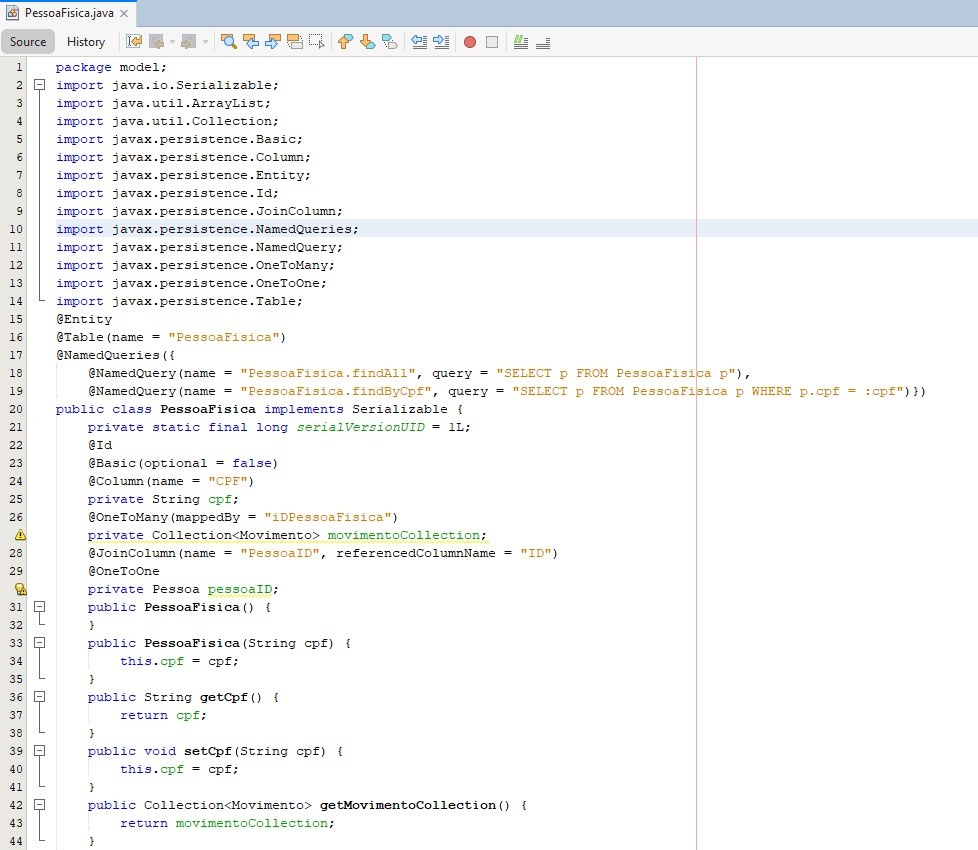 PessoaFisica.java
Source History
1 package model;
2 import java.io.Serializable;
3 import java.util.ArrayList;
4 import java.util.Collection;
5 import javax.persistence.Basic;
6 import javax.persistence.Column;
7 import javax.persistence.Entity;
8 import javax.persistence.Id;
9 import javax.persistence.JoinColumn;
10 import javax.persistence.NamedQueries;
11 import javax.persistence.NamedQuery;
12 import javax.persistence.OneToMany;
13 import javax.persistence.OneToOne;
14 import javax.persistence.Table;
15 @Entity
16 @Table(name = "PessoaFisica")
17 @NamedQueries({
18 @NamedQuery(name = "PessoaFisica.findAll", query = "SELECT p FROM PessoaFisica p"),
19 @NamedQuery(name = "PessoaFisica.findByCpf", query = "SELECT p FROM PessoaFisica p WHERE p.cpf = :cpf")})
20 public class PessoaFisica implements Serializable {
21 private static final long serialVersionUID = 1L;
22 @Id
23 @Basic(optional = false)
24 @Column(name = "CPF")
25 private String cpf;
26 @OneToMany(mappedBy = "iDPessoaFisica")
private Collection<Movimento> movimentoCollection;
28 @JoinColumn(name = "PessoaID", referencedColumnName = "ID")
29 @OneToOne
private Pessoa pessoaID;
31 public PessoaFisica() {
32 }
33 public PessoaFisica(String cpf) {
34 this.cpf = cpf;
35 }
36 public String getCpf() {
37 return cpf;
38 }
39 public void setCpf(String cpf) {
40 this.cpf = cpf;
41 }
42 public Collection<Movimento> getMovimentoCollection() {
43 return movimentoCollection;
44 }